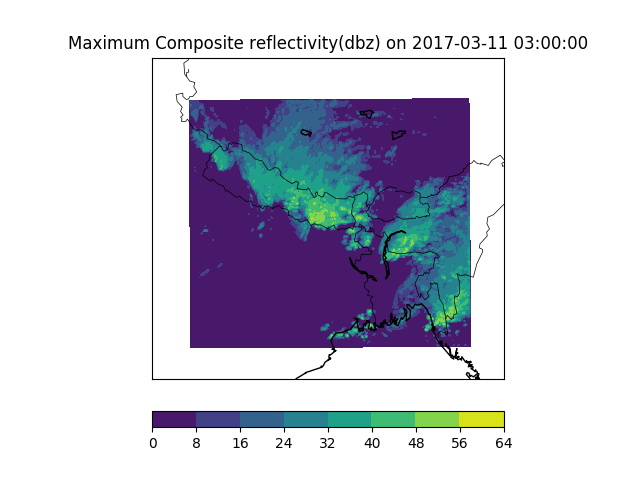 Maximum Composite reflectivity(dbz) on 2017-03-11 03:00:00
0 8 16 24 32 40 48 56 64